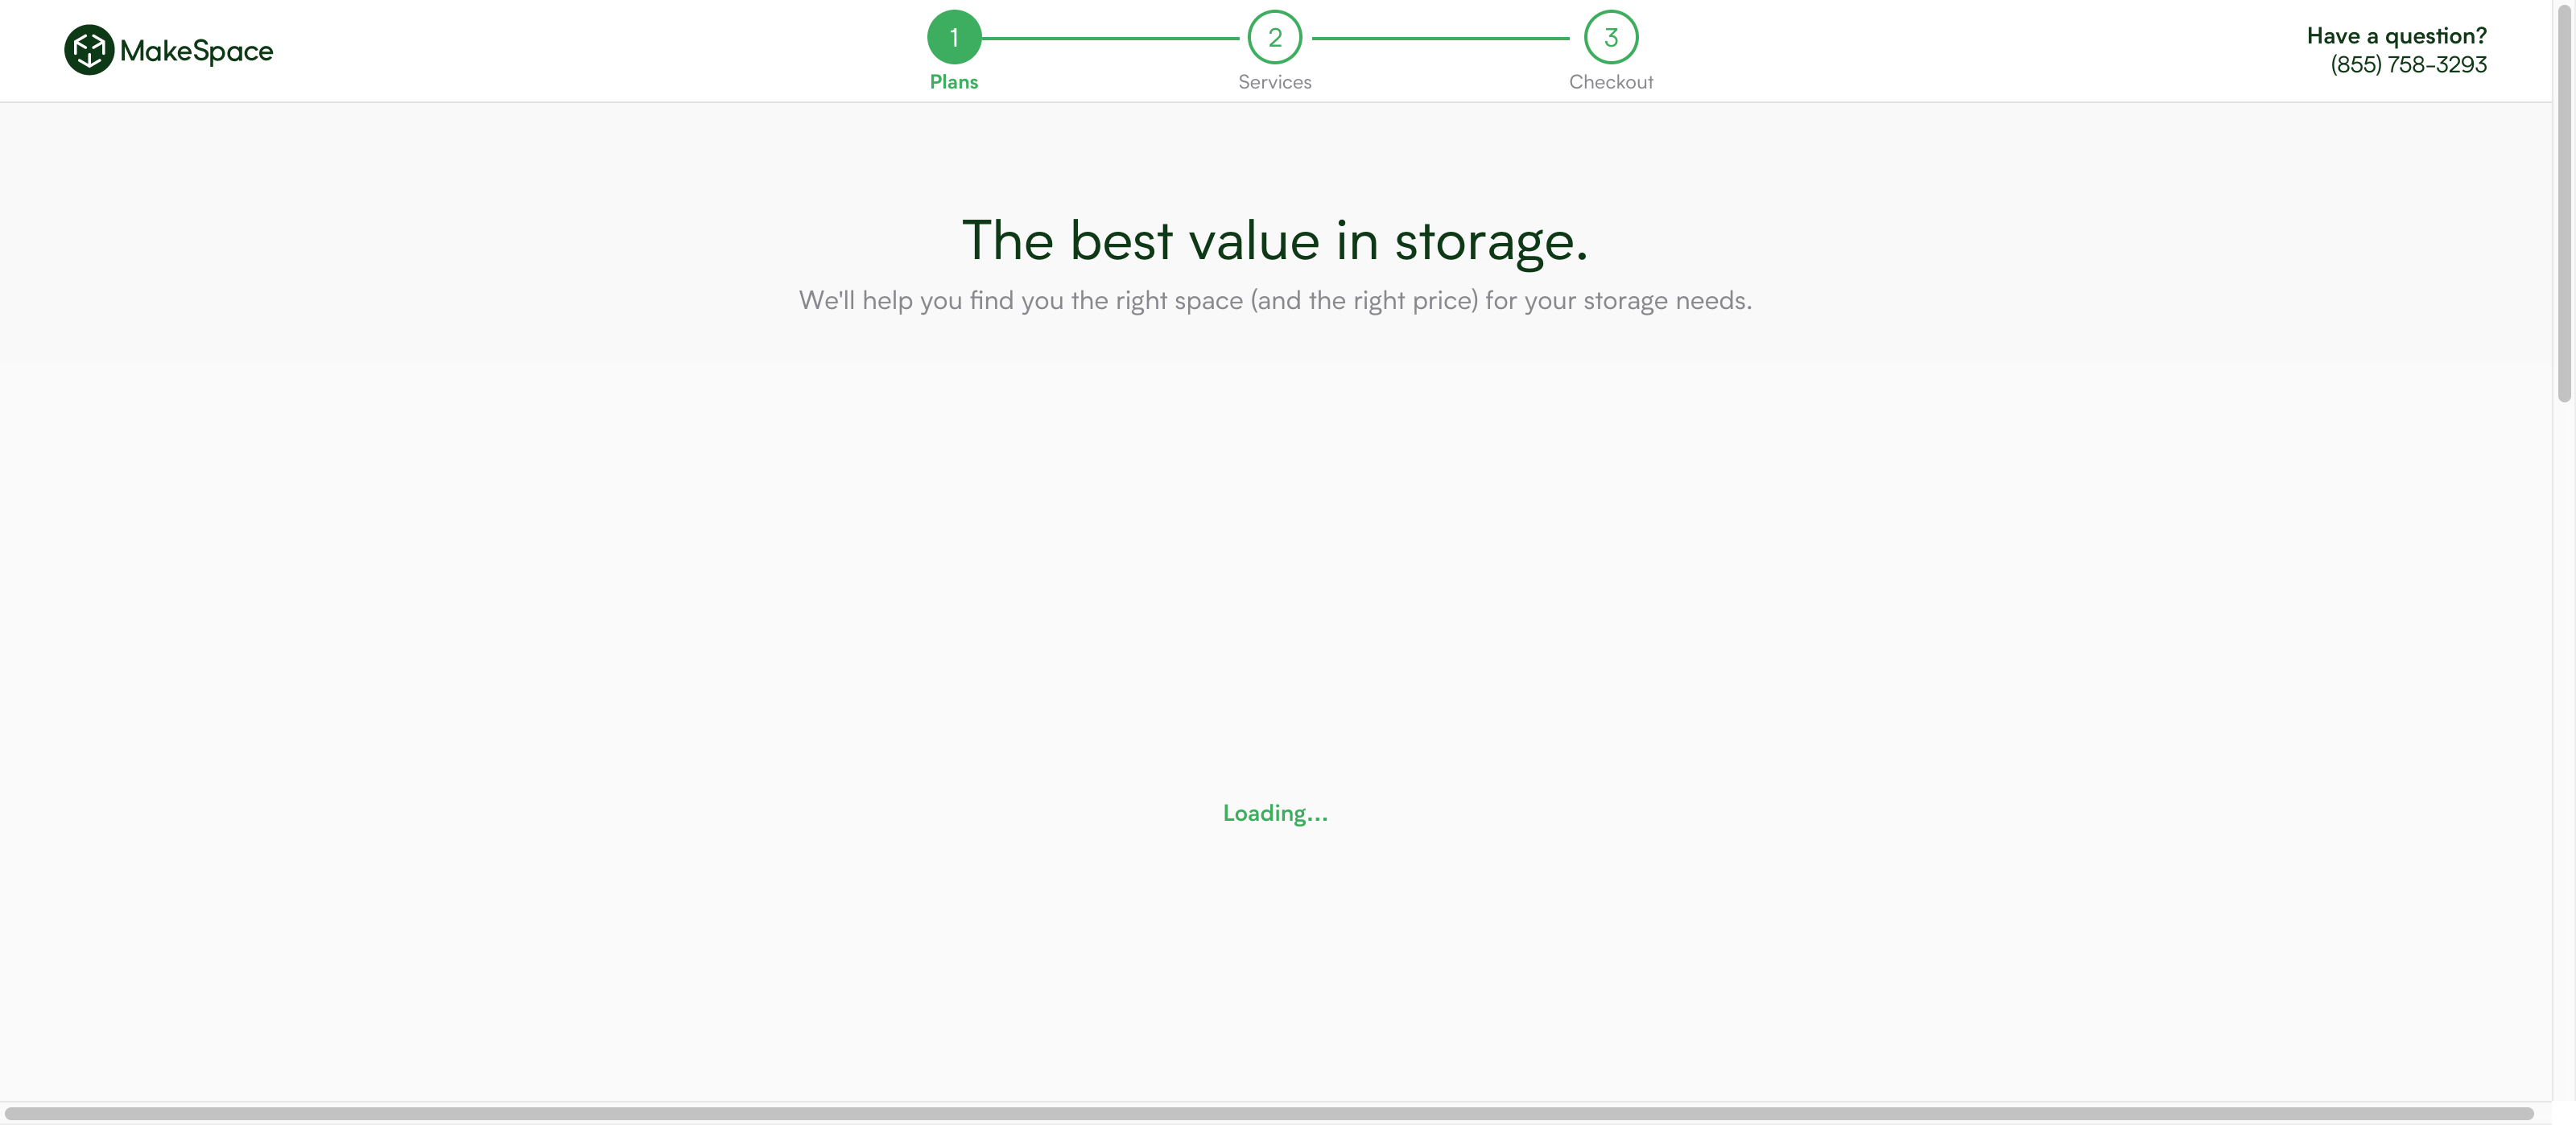 MakeSpace
1
Plans
2
Services
3
Checkout
Have a question?
(855) 758-3293
The best value in storage.
We'll help you find you the right space (and the right price) for your storage needs.
Loading...